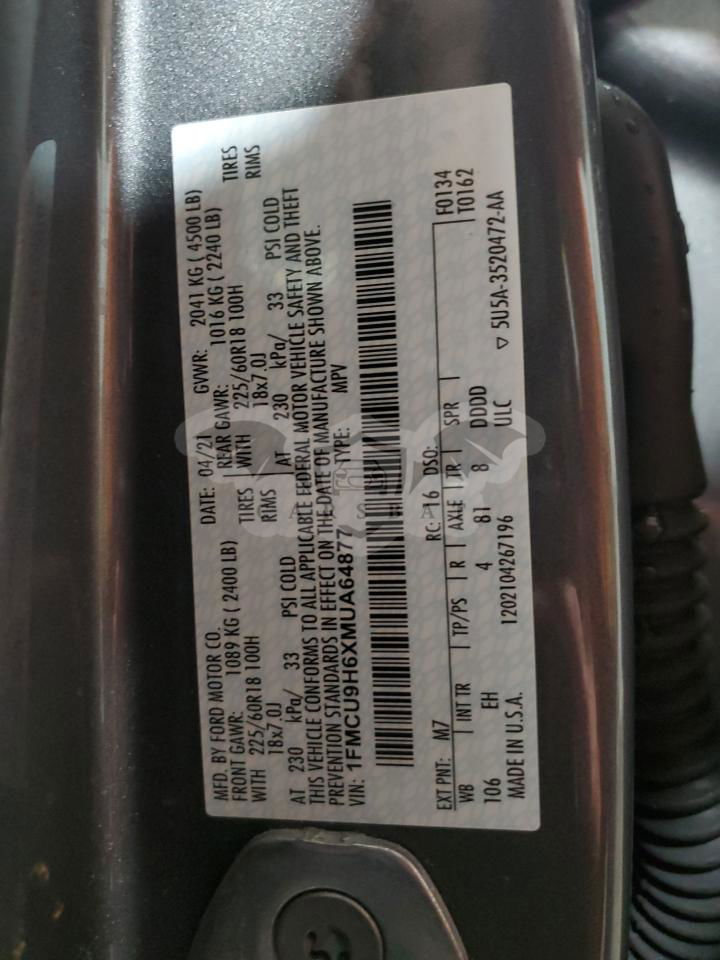 MFD. BY FORD MOTOR CO.
DATE: 04/21 GVWR: 2041 KG ( 4500 LB)
FRONT GAWR: 1089 KG ( 2400 LB)
REAR GAWR: 1016 KG ( 2240 LB)
WITH 225/60R18 100H TIRES
WITH 225/60R18 100H TIRES
18x7.0J RIMS
18x7.0J RIMS
AT 230 kPa/ 33 PSI COLD
AT 230 kPa/ 33 PSI COLD
THIS VEHICLE CONFORMS TO ALL APPLICABLE FEDERAL MOTOR VEHICLE SAFETY AND THEFT
PREVENTION STANDARDS IN EFFECT ON THE DATE OF MANUFACTURE SHOWN ABOVE.
VIN: 1FMCU9H6XMUA64877 TYPE: MPV
F0134
T0162
EXT PNT: M7 RC: 16 DSO:
WB INT TR TP/PS R AXLE TR SPR
106 EH 4 81 8 DDDD
MADE IN U.S.A. 1202104267196 ULC ▽ 5U5A-3520472-AA